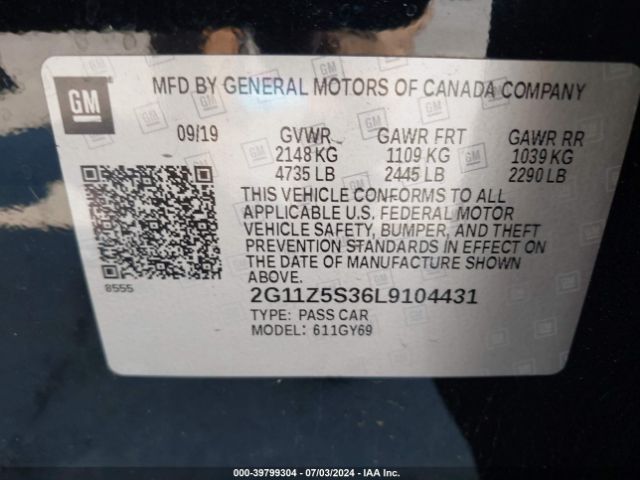 GM
MFD BY GENERAL MOTORS OF CANADA COMPANY
09/19 GVWR GAWR FRT GAWR RR
2148 KG 1109 KG 1039 KG
4735 LB 2445 LB 2290 LB
THIS VEHICLE CONFORMS TO ALL
APPLICABLE U.S. FEDERAL MOTOR
VEHICLE SAFETY, BUMPER, AND THEFT
PREVENTION STANDARDS IN EFFECT ON
THE DATE OF MANUFACTURE SHOWN
ABOVE.
8555
2G11Z5S36L9104431
TYPE: PASS CAR
MODEL: 611GY69
IAA - 39799304 | 07/03/2024 - IAA Inc.